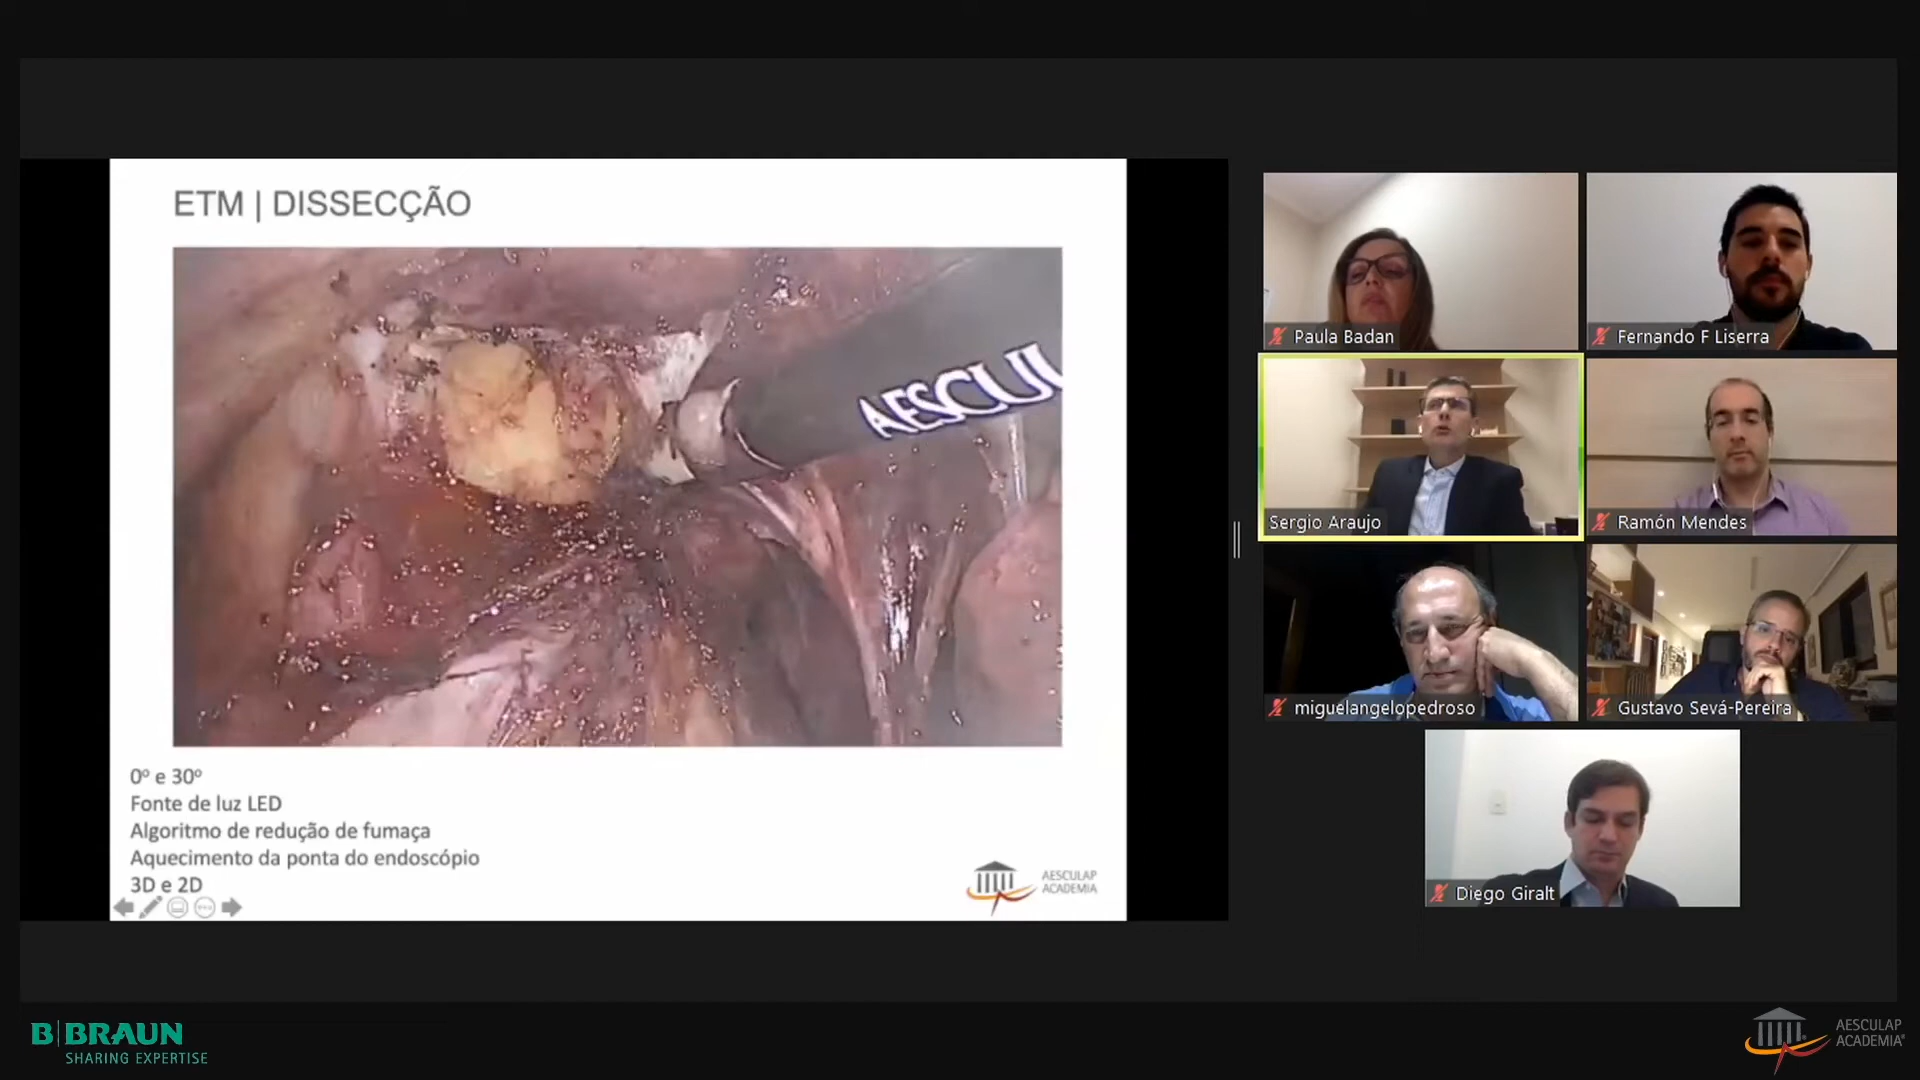 ETM | DISSECÇÃO
AESCUL
0º e 30º
Fonte de luz LED
Algoritmo de redução de fumaça
Aquecimento da ponta do endoscópio
3D e 2D
AESCULAP
ACADEMIA
Paula Badan
Fernando F Liserra
Sergio Araujo
Ramón Mendes
miguelangelopedroso
Gustavo Sevá-Pereira
Diego Giralt
B|BRAUN
SHARING EXPERTISE
AESCULAP
ACADEMIA®